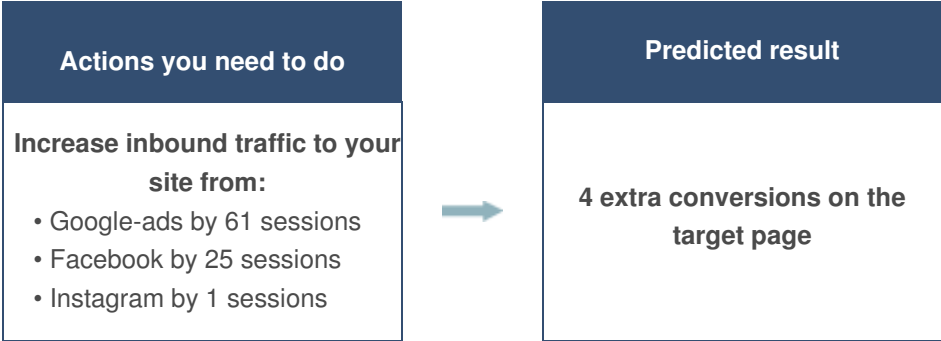 Actions you need to do
Increase inbound traffic to your
site from:
• Google-ads by 61 sessions
• Facebook by 25 sessions
• Instagram by 1 sessions
Predicted result
4 extra conversions on the
target page